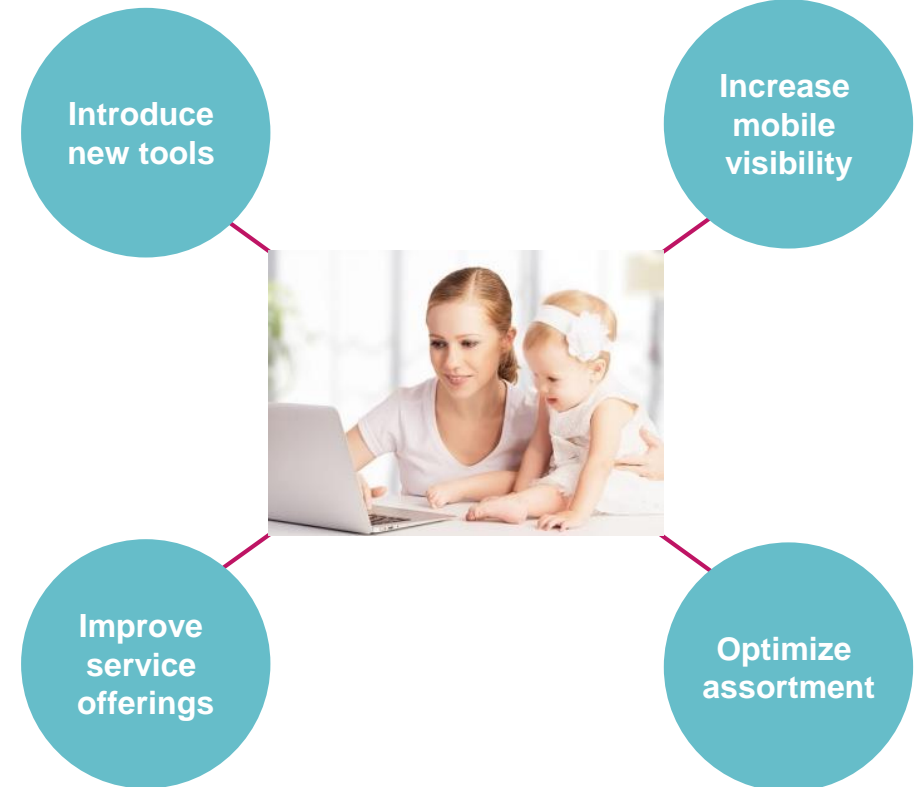 Introduce
new tools
Increase
mobile
visibility
Improve
service
offerings
Optimize
assortment